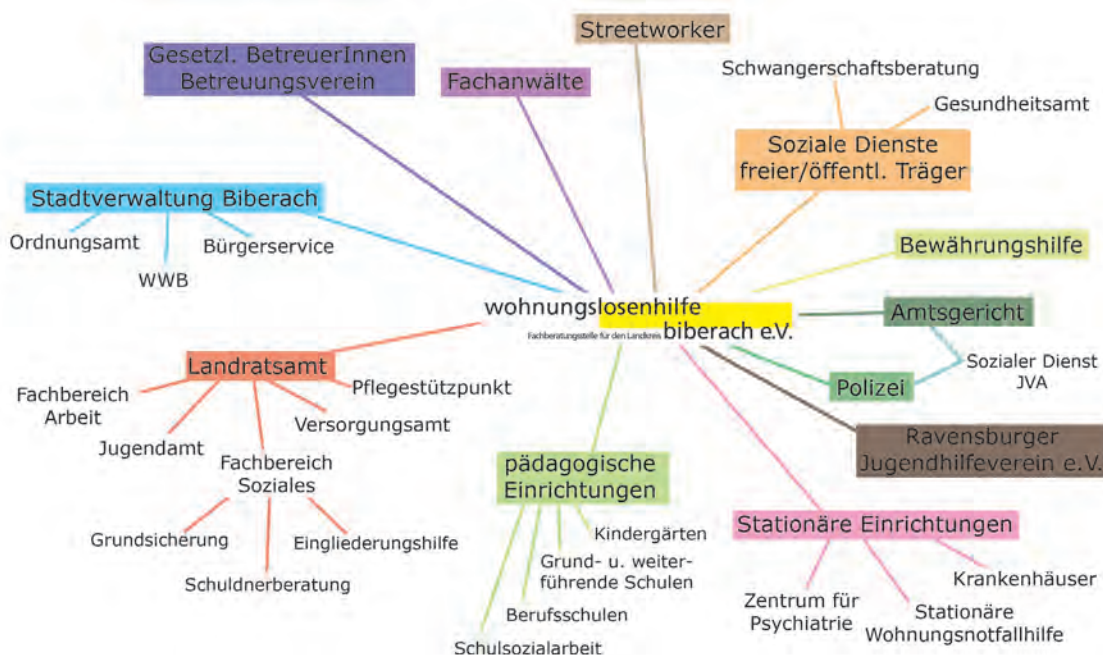 Streetworker
Gesetzl. BetreuerInnen
Betreuungsverein
Fachanwälte
Schwangerschaftsberatung
Gesundheitsamt
Soziale Dienste
freier/öffentl. Träger
Stadtverwaltung Biberach
Ordnungsamt
WWB
Bürgerservice
Bewährungshilfe
wohnungslosenhilfe
Fachberatungstelle für den Landkreis biberach e.V.
Amtsgericht
Sozialer Dienst
JVA
Polizei
Landratsamt
Fachbereich
Arbeit
Jugendamt
Fachbereich
Soziales
Versorgungsamt
Pflegestützpunkt
Grundsicherung
Schuldnerberatung
Eingliederungshilfe
Ravensburger
Jugendhilfeverein e.V.
pädagogische
Einrichtungen
Kindergärten
Grund- u. weiter-
führende Schulen
Berufsschulen
Schulsozialarbeit
Stationäre Einrichtungen
Zentrum für
Psychiatrie
Stationäre
Wohnungsnotfallhilfe
Krankenhäuser